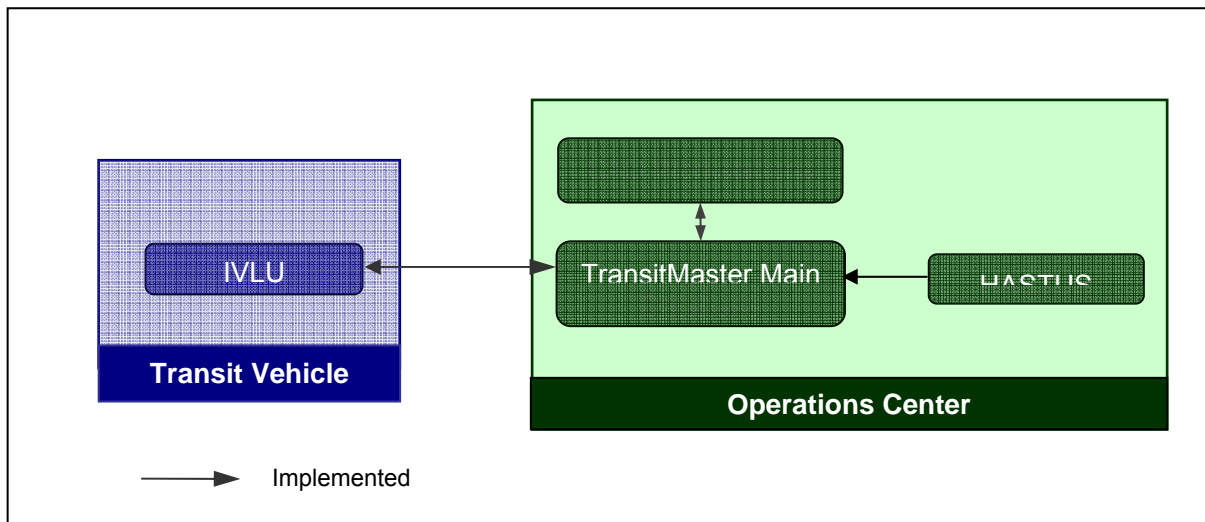 IVLU
TransitMaster Main
HASTUS
Transit Vehicle
Operations Center
Implemented